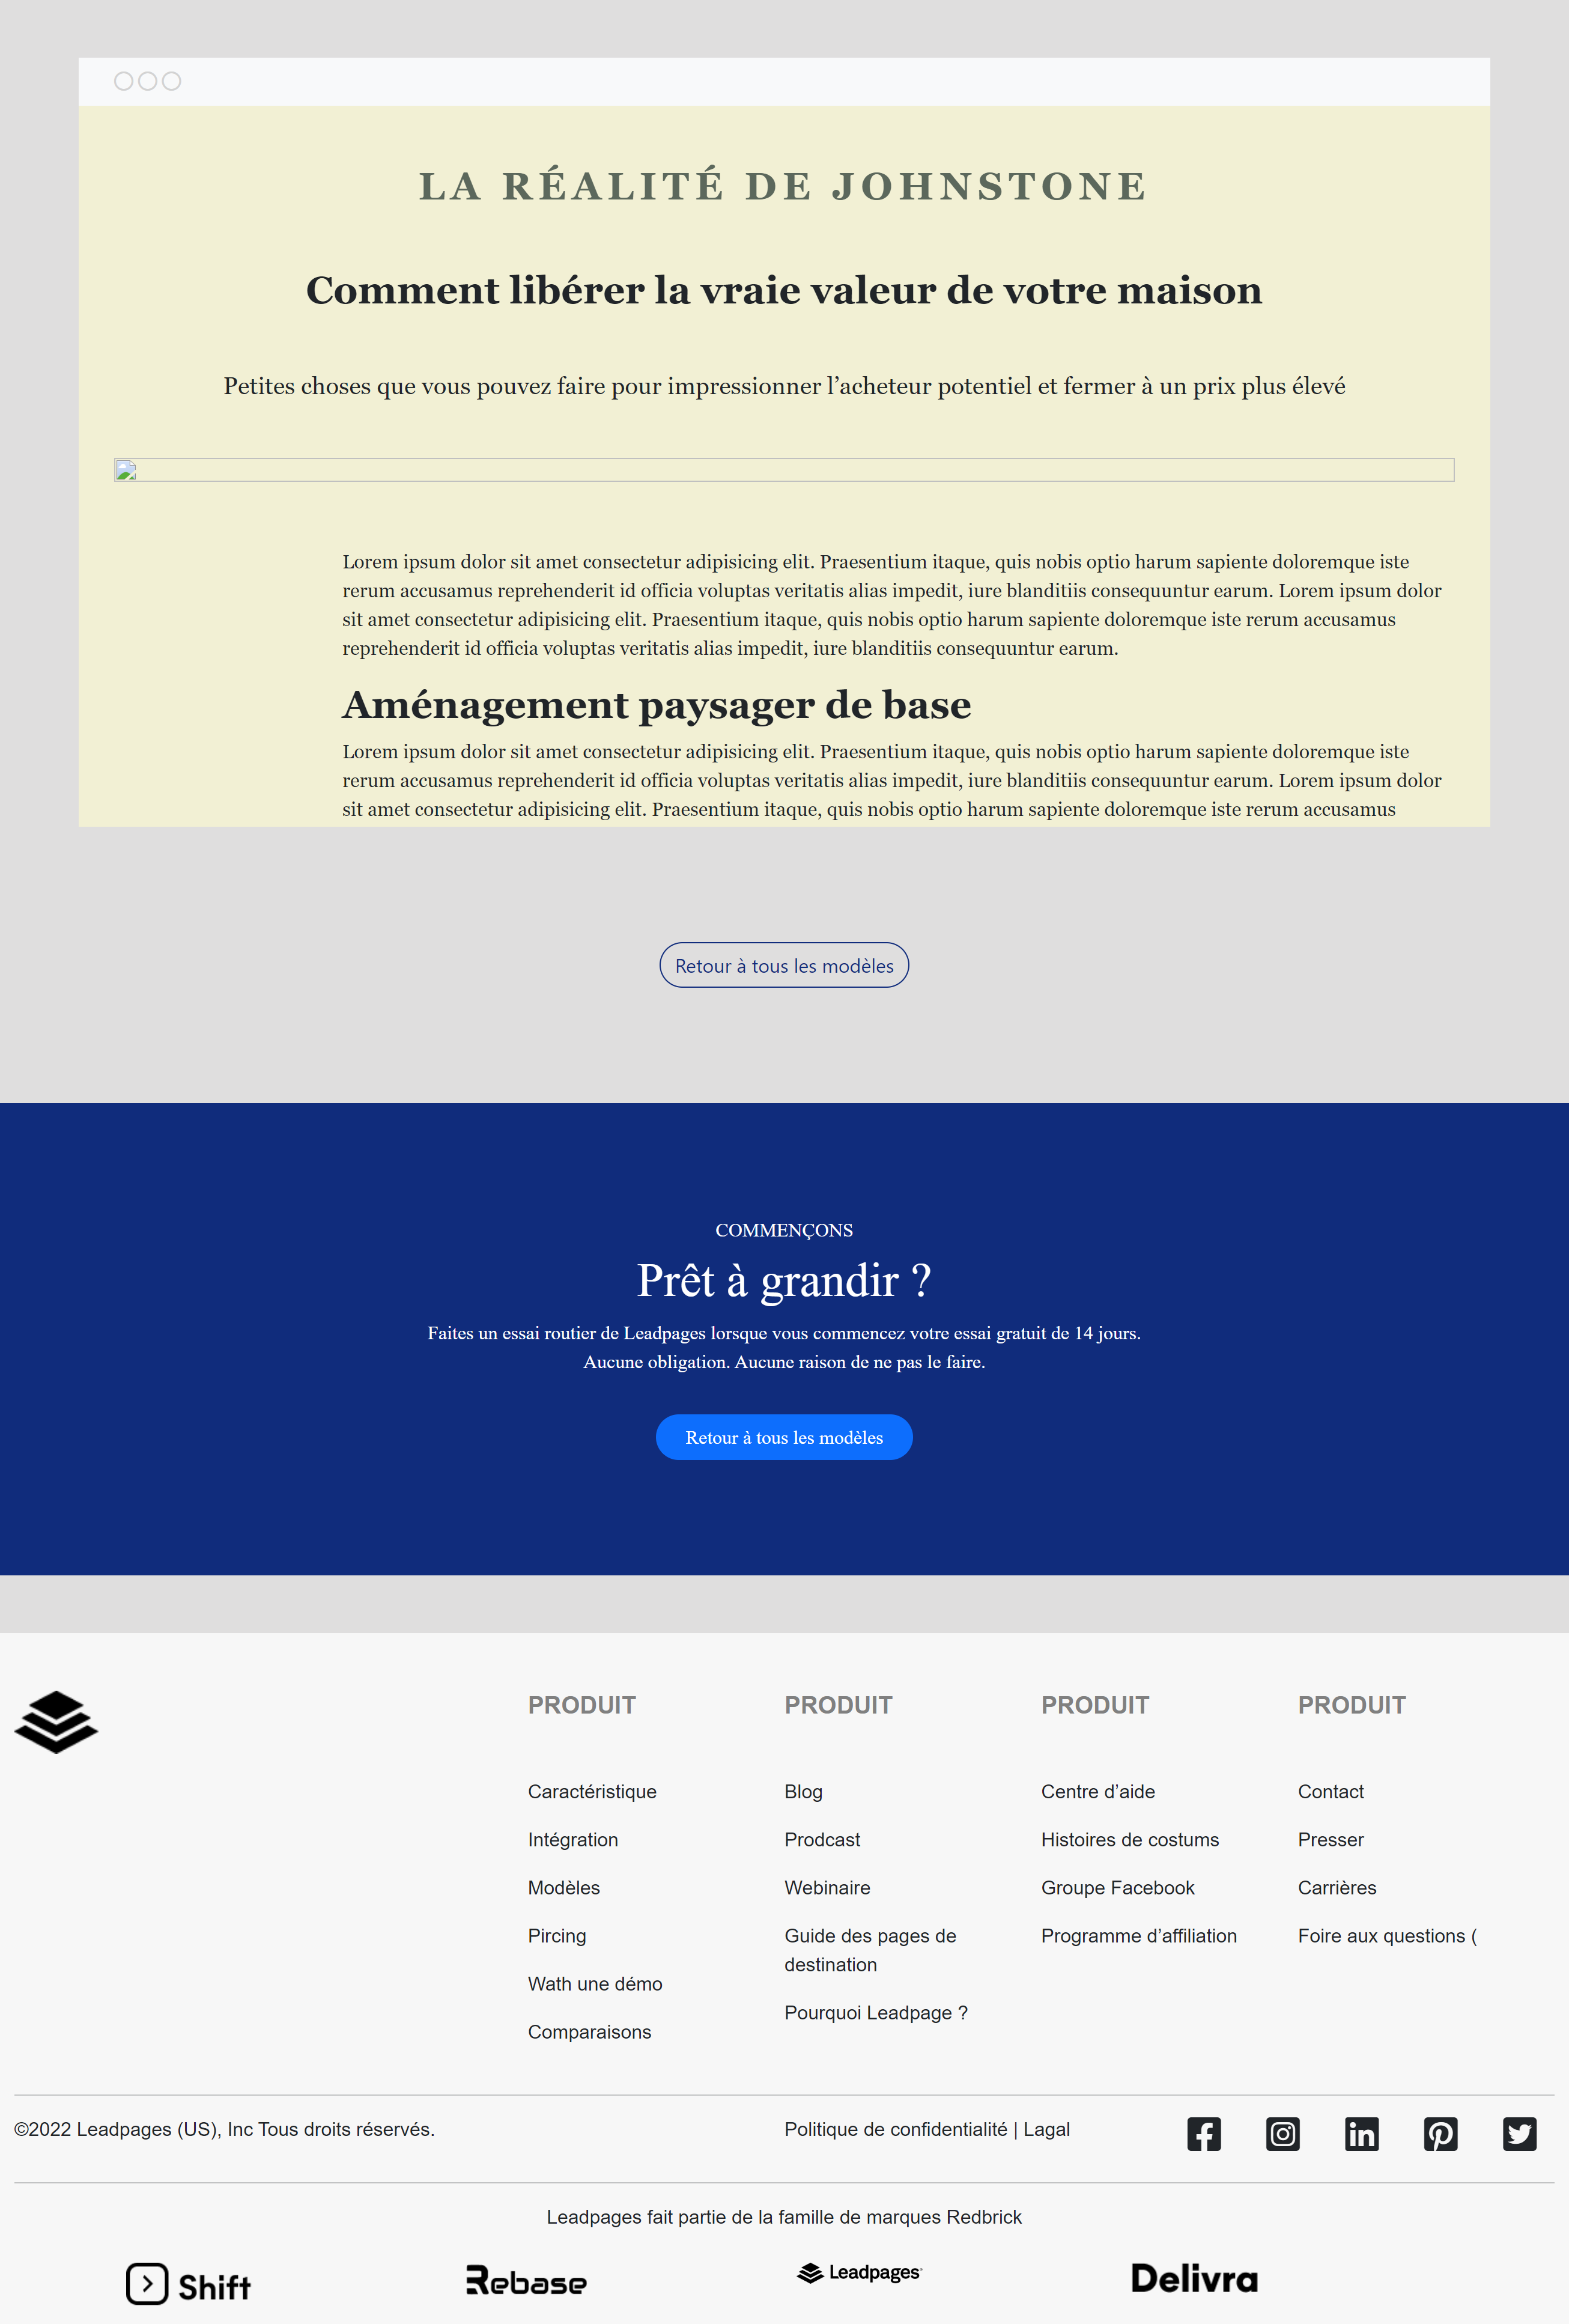 LA RÉALITÉ DE JOHNSTONE
Comment libérer la vraie valeur de votre maison
Petites choses que vous pouvez faire pour impressionner l’acheteur potentiel et fermer à un prix plus élevé
Lorem ipsum dolor sit amet consectetur adipisicing elit. Praesentium itaque, quis nobis optio harum sapiente doloremque iste
rerum accusamus reprehenderit id officia voluptas veritatis alias impedit, iure blanditiis consequuntur earum. Lorem ipsum dolor
sit amet consectetur adipisicing elit. Praesentium itaque, quis nobis optio harum sapiente doloremque iste rerum accusamus
reprehenderit id officia voluptas veritatis alias impedit, iure blanditiis consequuntur earum.
Aménagement paysager de base
Lorem ipsum dolor sit amet consectetur adipisicing elit. Praesentium itaque, quis nobis optio harum sapiente doloremque iste
rerum accusamus reprehenderit id officia voluptas veritatis alias impedit, iure blanditiis consequuntur earum. Lorem ipsum dolor
sit amet consectetur adipisicing elit. Praesentium itaque, quis nobis optio harum sapiente doloremque iste rerum accusamus
Retour à tous les modèles
COMMENÇONS
Prêt à grandir ?
Faites un essai routier de Leadpages lorsque vous commencez votre essai gratuit de 14 jours.
Aucune obligation. Aucune raison de ne pas le faire.
Retour à tous les modèles
PRODUIT
Caractéristique
Intégration
Modèles
Pircing
Wath une démo
Comparaisons
PRODUIT
Blog
Prodcast
Webinaire
Guide des pages de
destination
Pourquoi Leadpage ?
PRODUIT
Centre d’aide
Histoires de costums
Groupe Facebook
Programme d’affiliation
PRODUIT
Contact
Presser
Carrières
Foire aux questions (
©2022 Leadpages (US), Inc Tous droits réservés.
Politique de confidentialité | Lagal
Leadpages fait partie de la famille de marques Redbrick
Shift
Rebase
Leadpages
Delivra